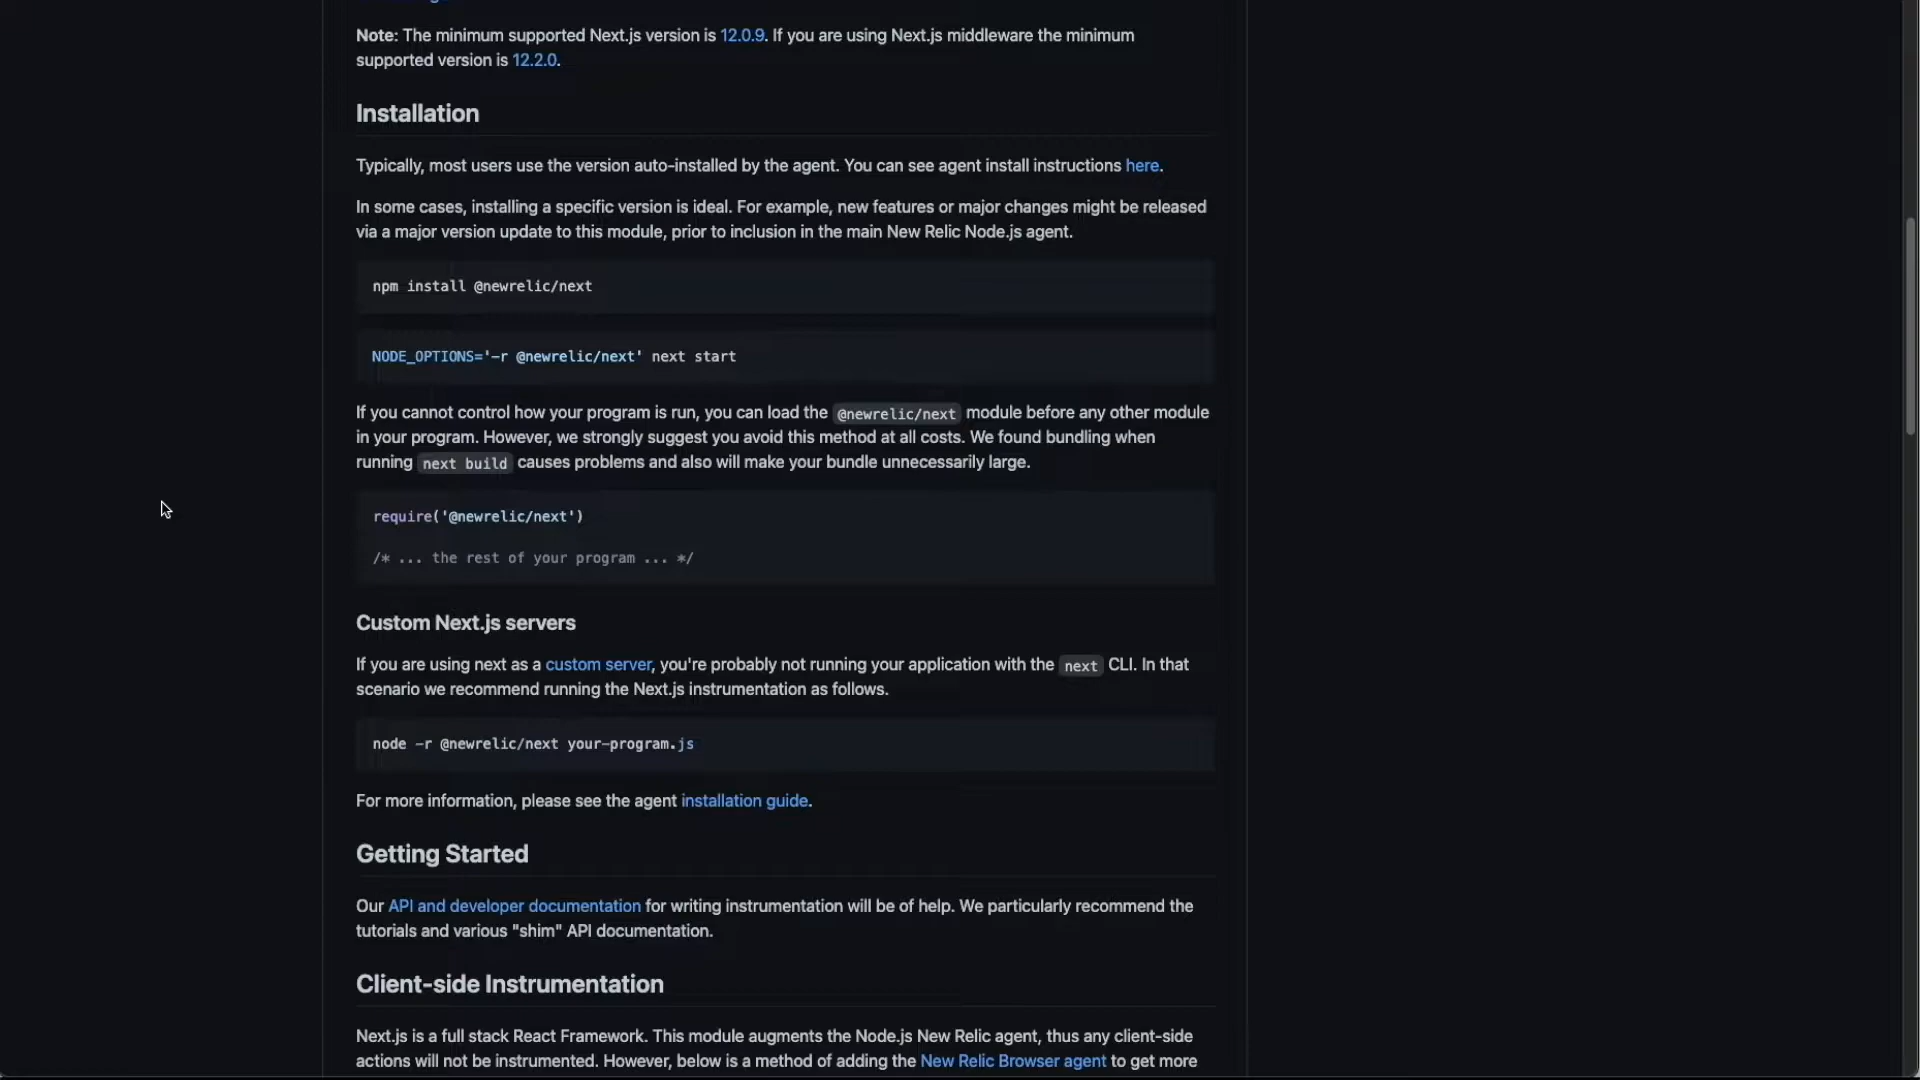 Note: The minimum supported Next.js version is 12.0.9. If you are using Next.js middleware the minimum
supported version is 12.2.0.
Installation
Typically, most users use the version auto-installed by the agent. You can see agent install instructions here.
In some cases, installing a specific version is ideal. For example, new features or major changes might be released
via a major version update to this module, prior to inclusion in the main New Relic Node.js agent.
npm install @newrelic/next
NODE_OPTIONS='-r @newrelic/next' next start
If you cannot control how your program is run, you can load the @newrelic/next module before any other module
in your program. However, we strongly suggest you avoid this method at all costs. We found bundling when
running next build causes problems and also will make your bundle unnecessarily large.
require('@newrelic/next')
/* ... the rest of your program ... */
Custom Next.js servers
If you are using next as a custom server, you're probably not running your application with the next CLI. In that
scenario we recommend running the Next.js instrumentation as follows.
node -r @newrelic/next your-program.js
For more information, please see the agent installation guide.
Getting Started
Our API and developer documentation for writing instrumentation will be of help. We particularly recommend the
tutorials and various "shim" API documentation.
Client-side Instrumentation
Next.js is a full stack React Framework. This module augments the Node.js New Relic agent, thus any client-side
actions will not be instrumented. However, below is a method of adding the New Relic Browser agent to get more